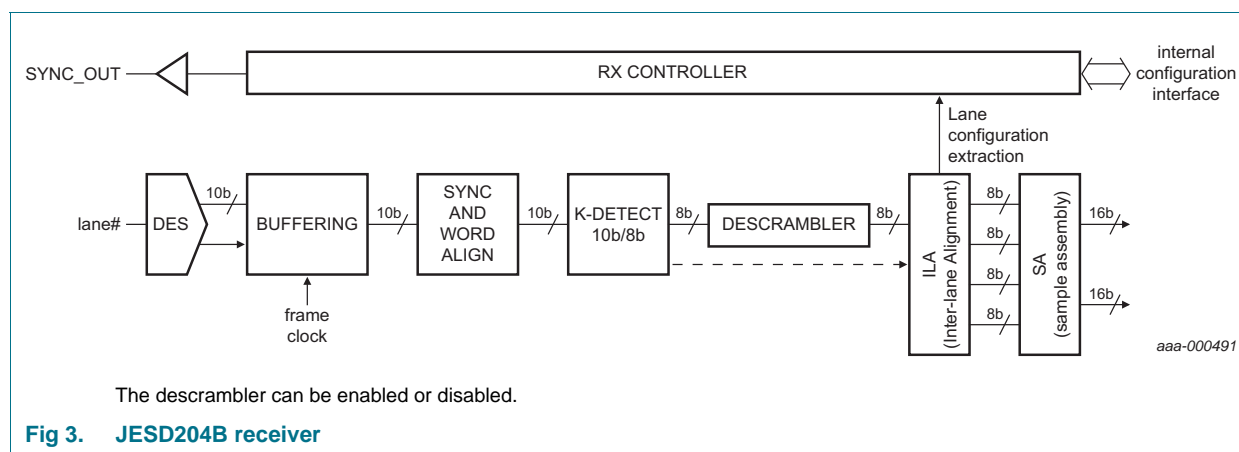 SYNC_OUT
RX CONTROLLER
internal
configuration
interface
Lane
configuration
extraction
lane#
DES
10b
BUFFERING
frame
clock
10b
SYNC
AND
WORD
ALIGN
10b
K-DETECT
10b/8b
8b
DESCRAMBLER
8b
ILA
(Inter-lane Alignment)
8b
8b
8b
8b
SA
(sample assembly)
16b
16b
aaa-000491
The descrambler can be enabled or disabled.
Fig 3. JESD204B receiver